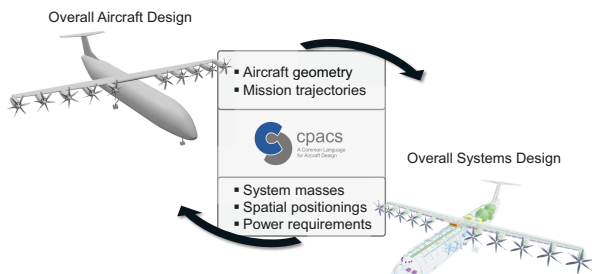 Overall Aircraft Design
▪ Aircraft geometry
▪ Mission trajectories
cpacs
A Common Language
for Aircraft Design
Overall Systems Design
▪ System masses
▪ Spatial positionings
▪ Power requirements